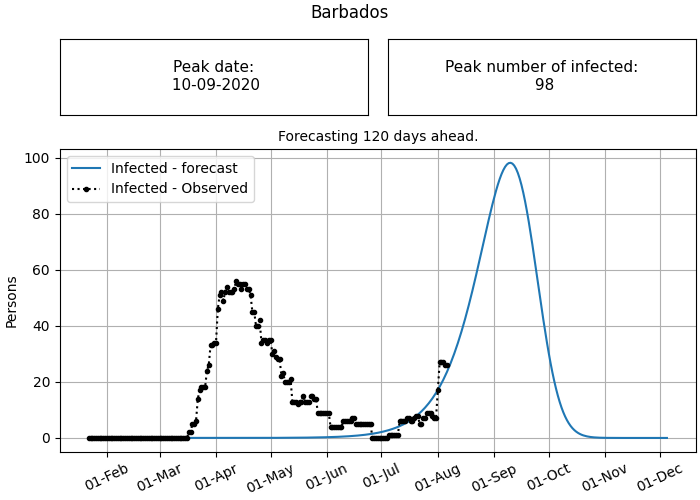 Barbados
Peak date:
10-09-2020
Peak number of infected:
98
Forecasting 120 days ahead.
Infected - forecast
Infected - Observed
Persons
100
80
60
40
20
0
01-Feb
01-Mar
01-Apr
01-May
01-Jun
01-Jul
01-Aug
01-Sep
01-Oct
01-Nov
01-Dec